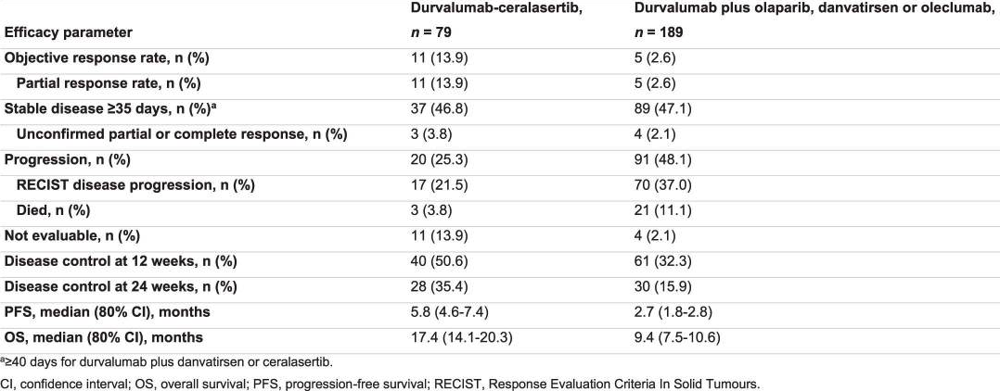 Efficacy parameter Durvalumab-ceralasertib, n = 79 Durvalumab plus olaparib, danvatirsen or oleclumab, n = 189
Objective response rate, n (%) 11 (13.9) 5 (2.6)
Partial response rate, n (%) 11 (13.9) 5 (2.6)
Stable disease ≥35 days, n (%)ᵃ 37 (46.8) 89 (47.1)
Unconfirmed partial or complete response, n (%) 3 (3.8) 4 (2.1)
Progression, n (%) 20 (25.3) 91 (48.1)
RECIST disease progression, n (%) 17 (21.5) 70 (37.0)
Died, n (%) 3 (3.8) 21 (11.1)
Not evaluable, n (%) 11 (13.9) 4 (2.1)
Disease control at 12 weeks, n (%) 40 (50.6) 61 (32.3)
Disease control at 24 weeks, n (%) 28 (35.4) 30 (15.9)
PFS, median (80% CI), months 5.8 (4.6-7.4) 2.7 (1.8-2.8)
OS, median (80% CI), months 17.4 (14.1-20.3) 9.4 (7.5-10.6)
ᵃ≥40 days for durvalumab plus danvatirsen or ceralasertib.
CI, confidence interval; OS, overall survival; PFS, progression-free survival; RECIST, Response Evaluation Criteria In Solid Tumours.